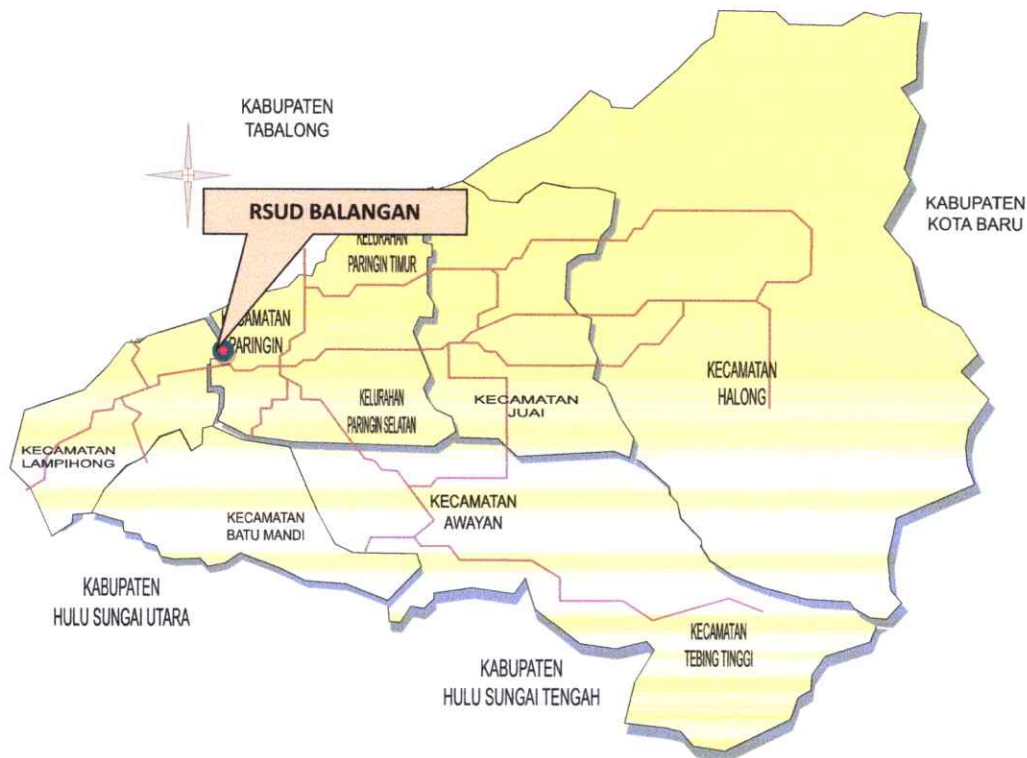 KABUPATEN
TABALONG
RSUD BALANGAN
KABUPATEN
KOTA BARU
KELURAHAN
PARINGIN TIMUR
KECAMATAN
PARINGIN
KECAMATAN
HALONG
KELURAHAN
PARINGIN SELATAN
KECAMATAN
JUAI
KECAMATAN
LAMPIHONG
KECAMATAN
AWAYAN
KECAMATAN
BATU MANDI
KABUPATEN
HULU SUNGAI UTARA
KECAMATAN
TEBING TINGGI
KABUPATEN
HULU SUNGAI TENGAH